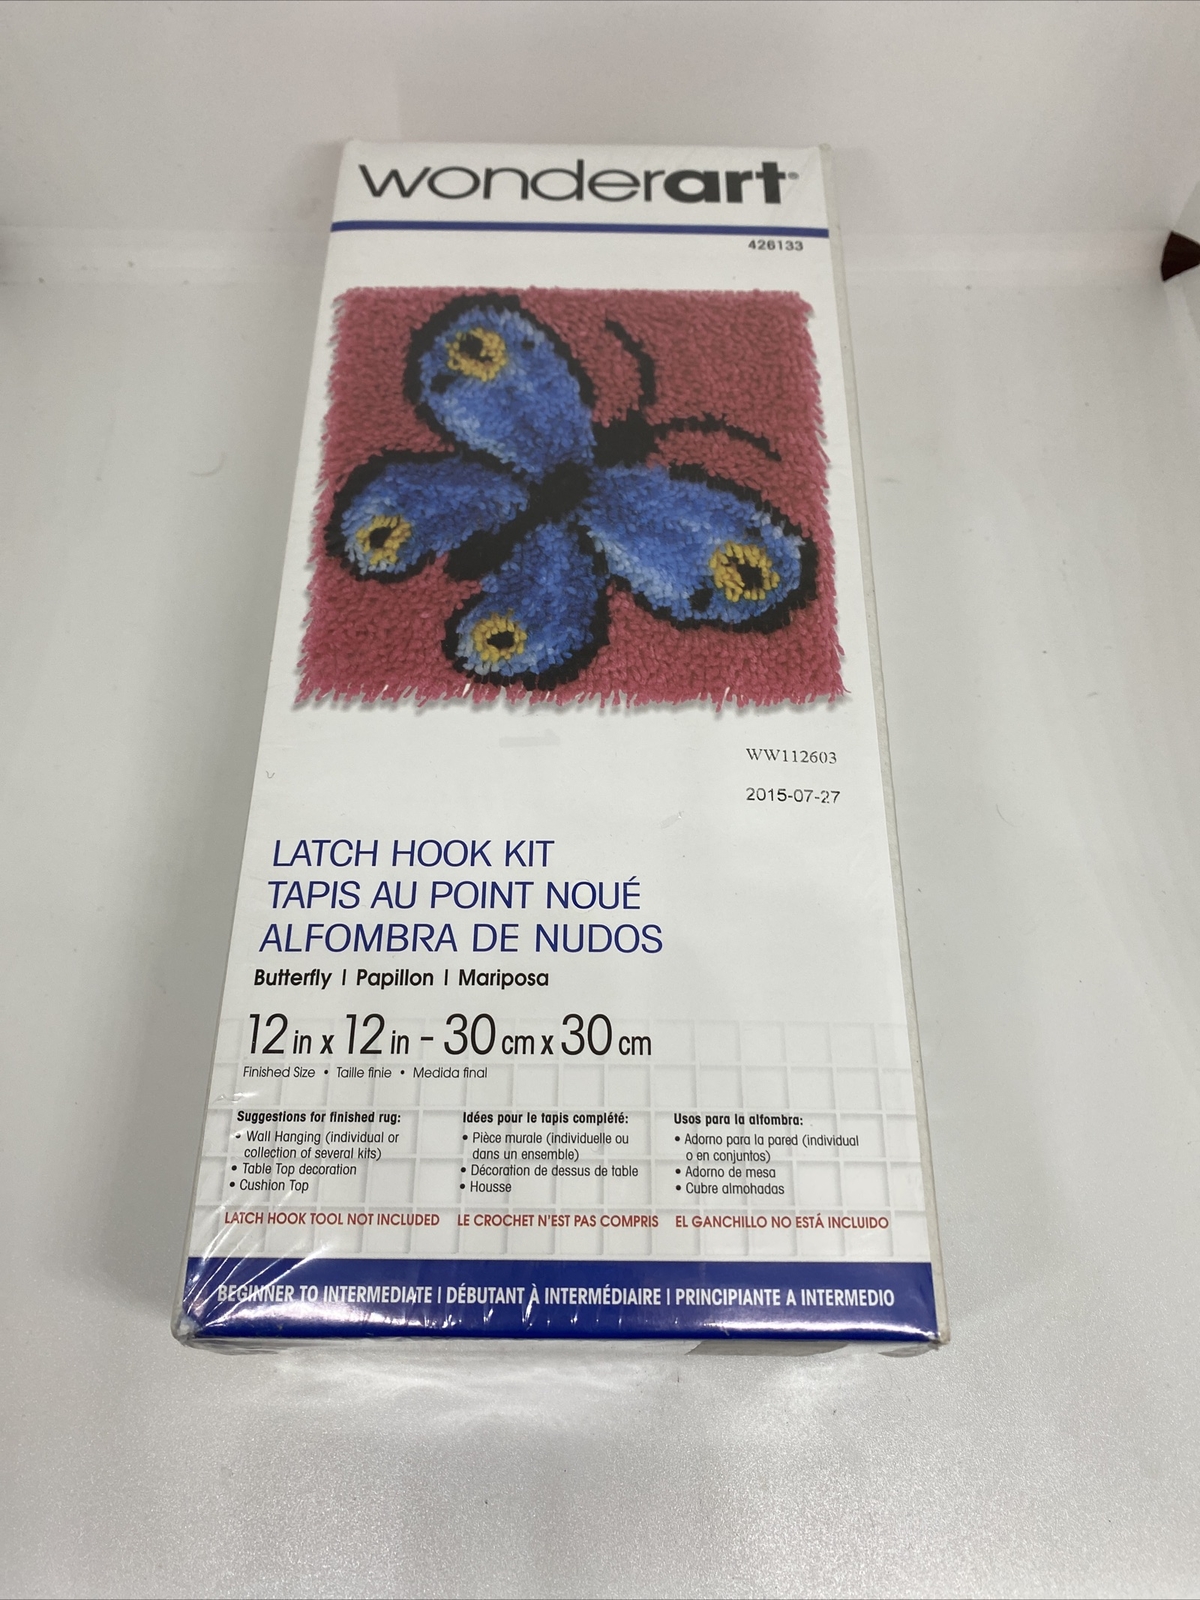 wonderart®
426133
WW112603
2015-07-27
LATCH HOOK KIT
TAPIS AU POINT NOUÉ
ALFOMBRA DE NUDOS
Butterfly | Papillon | Mariposa
12 in x 12 in - 30 cm x 30 cm
Finished Size • Taille finie • Medida final
Suggestions for finished rug:
• Wall Hanging (individual or
collection of several kits)
• Table Top decoration
• Cushion Top
Idées pour le tapis complété:
• Pièce murale (individuelle ou
dans un ensemble)
• Décoration de dessus de table
• Housse
Usos para la alfombra:
• Adorno para la pared (individual
o en conjuntos)
• Adorno de mesa
• Cubre almohadas
LATCH HOOK TOOL NOT INCLUDED LE CROCHET N'EST PAS COMPRIS EL GANCHILLO NO ESTÁ INCLUIDO
BEGINNER TO INTERMEDIATE | DÉBUTANT À INTERMÉDIAIRE | PRINCIPIANTE A INTERMEDIO